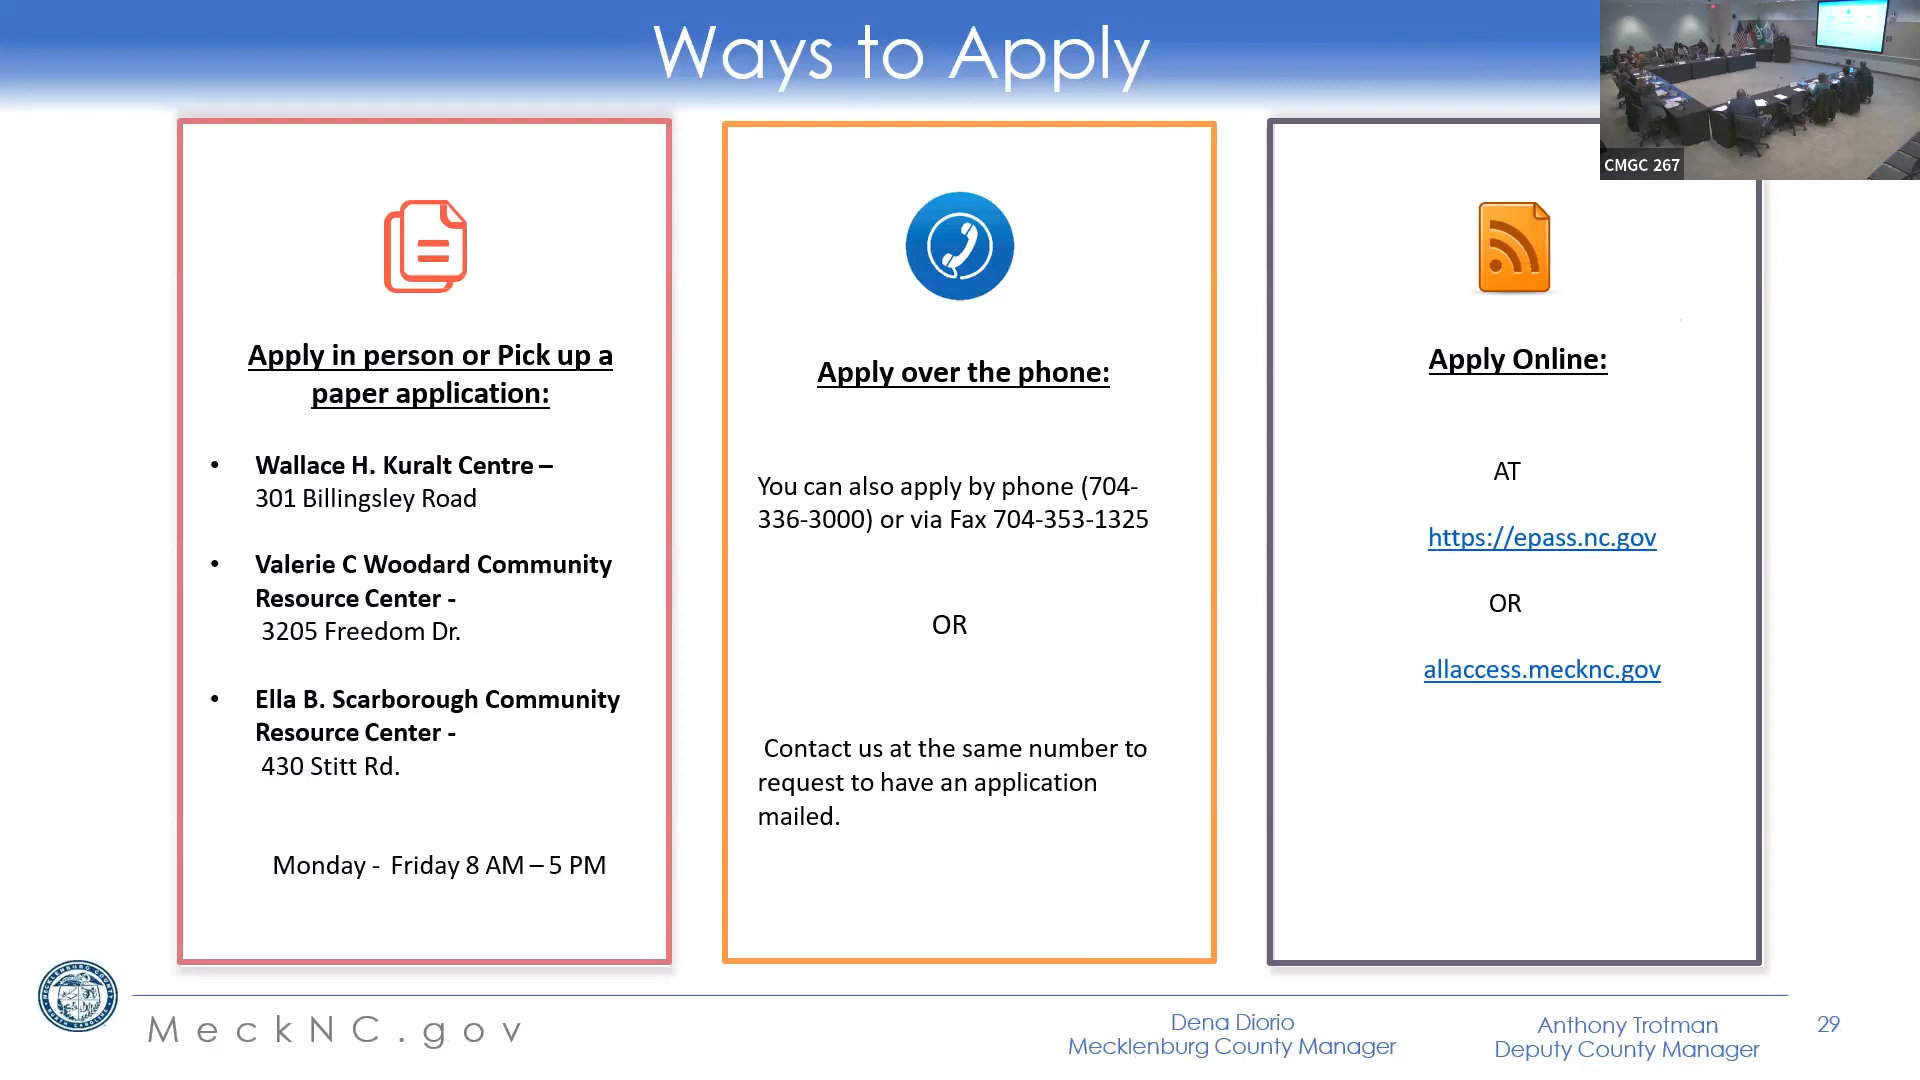 Ways to Apply
CMGC 267
Apply in person or Pick up a
paper application:
• Wallace H. Kuralt Centre –
301 Billingsley Road
• Valerie C Woodard Community
Resource Center -
3205 Freedom Dr.
• Ella B. Scarborough Community
Resource Center -
430 Stitt Rd.
Monday - Friday 8 AM – 5 PM
Apply over the phone:
You can also apply by phone (704-
336-3000) or via Fax 704-353-1325
OR
Contact us at the same number to
request to have an application
mailed.
Apply Online:
AT
https://epass.nc.gov
OR
allaccess.mecknc.gov
MECKLENBURG COUNTY
NORTH CAROLINA
MeckNC.gov
Dena Diorio
Mecklenburg County Manager
Anthony Trotman
Deputy County Manager
29